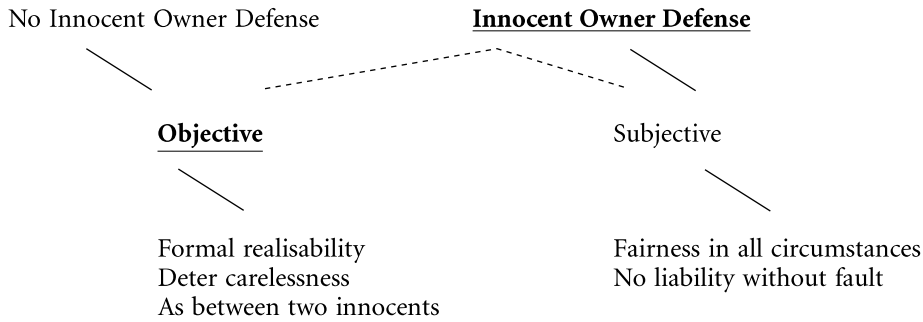 No Innocent Owner Defense
Innocent Owner Defense
Objective
Subjective
Formal realisability
Deter carelessness
As between two innocents
Fairness in all circumstances
No liability without fault